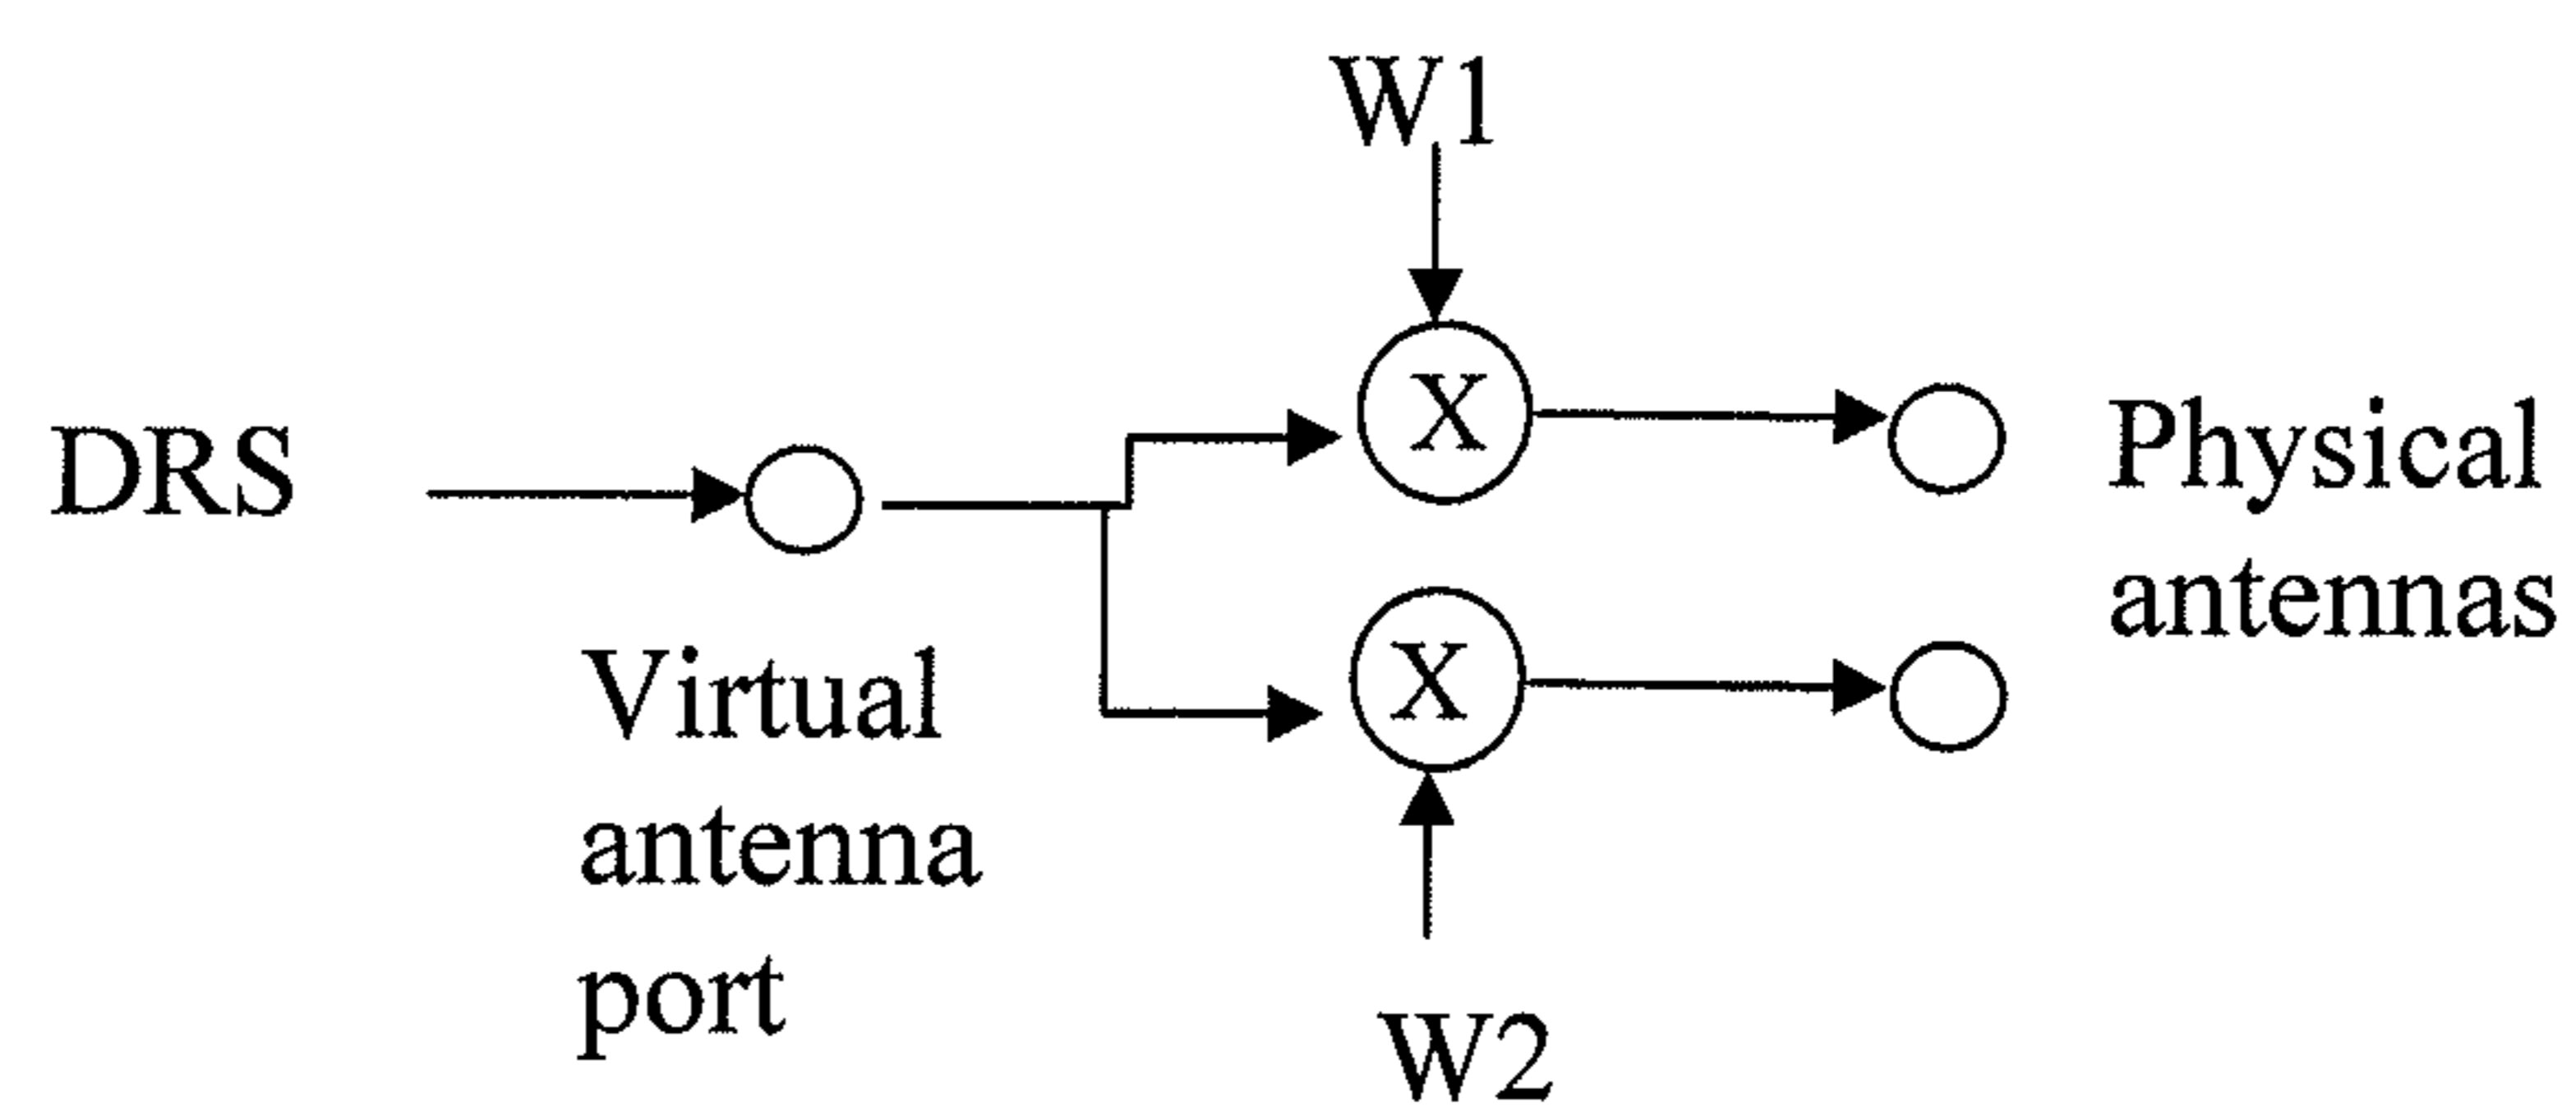 W1
DRS
X
Physical
antennas
X
Virtual
antenna
port
W2